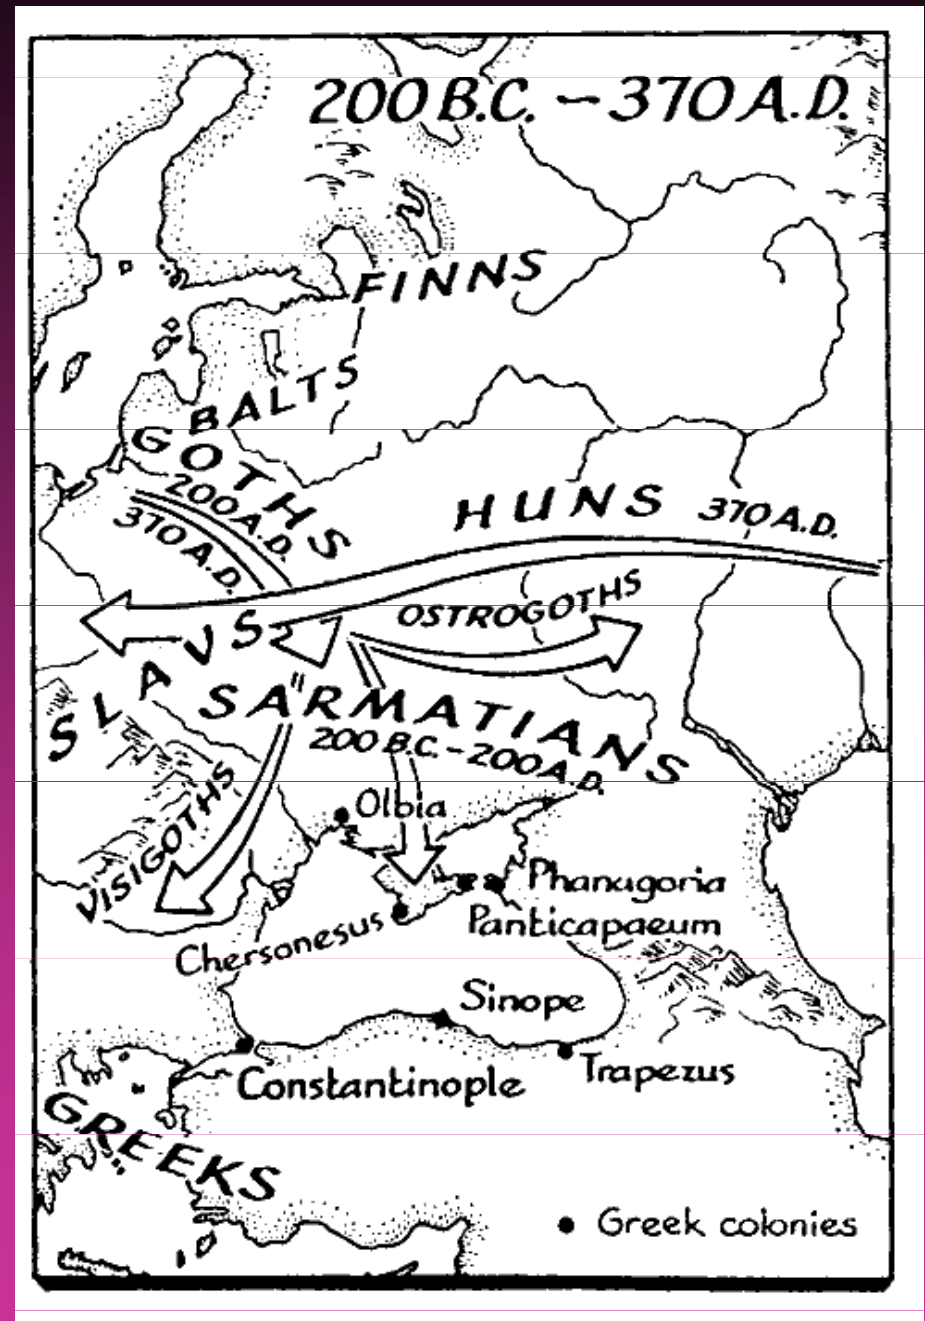 200 B.C. – 370 A.D.
FINNS
BALTS
GOTHS
200 A.D.
370 A.D.
HUNS 370 A.D.
OSTROGOTHS
SLAVS
SARMATIANS
200 B.C. – 200 A.D.
VISIGOTHS
Olbia
Phanagoria
Panticapaeum
Chersonesus
Sinope
Trapezus
Constantinople
GREEKS
Greek colonies